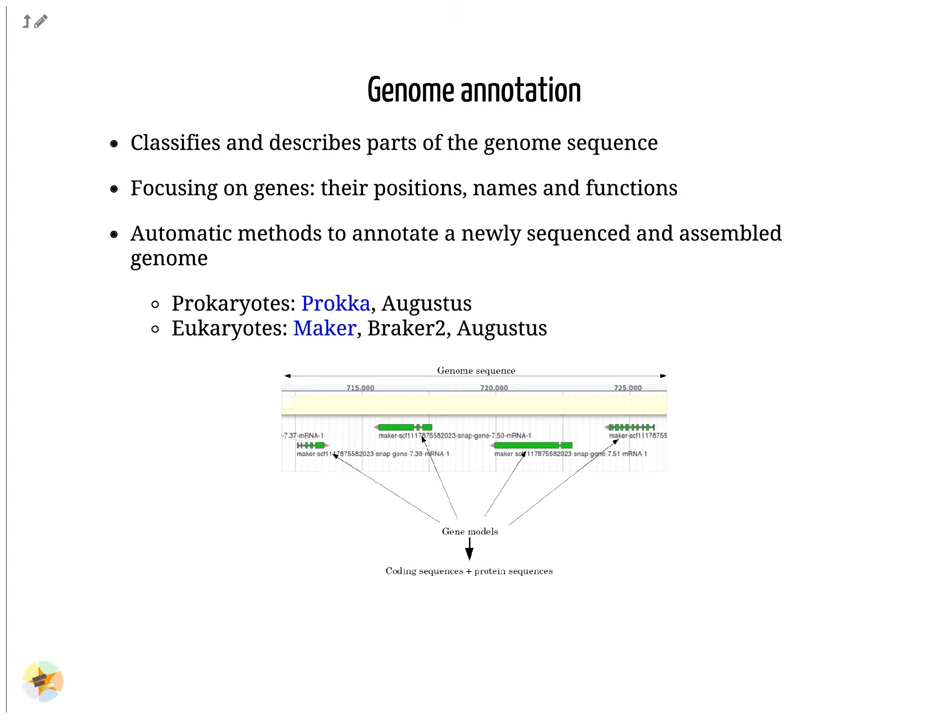 Genome annotation
Classifies and describes parts of the genome sequence
Focusing on genes: their positions, names and functions
Automatic methods to annotate a newly sequenced and assembled
genome
Prokaryotes: Prokka, Augustus
Eukaryotes: Maker, Braker2, Augustus
Genome sequence
715,000 720,000 725,000
-7.37-mRNA-1 maker-scf1117875582023-snap-gene-7.50-mRNA-1 maker-scf11178755
maker-scf1117875582023-snap-gene-7.38-mRNA-1 maker-scf1117875582023-snap-gene-7.51-mRNA-1
Gene models
Coding sequences + protein sequences